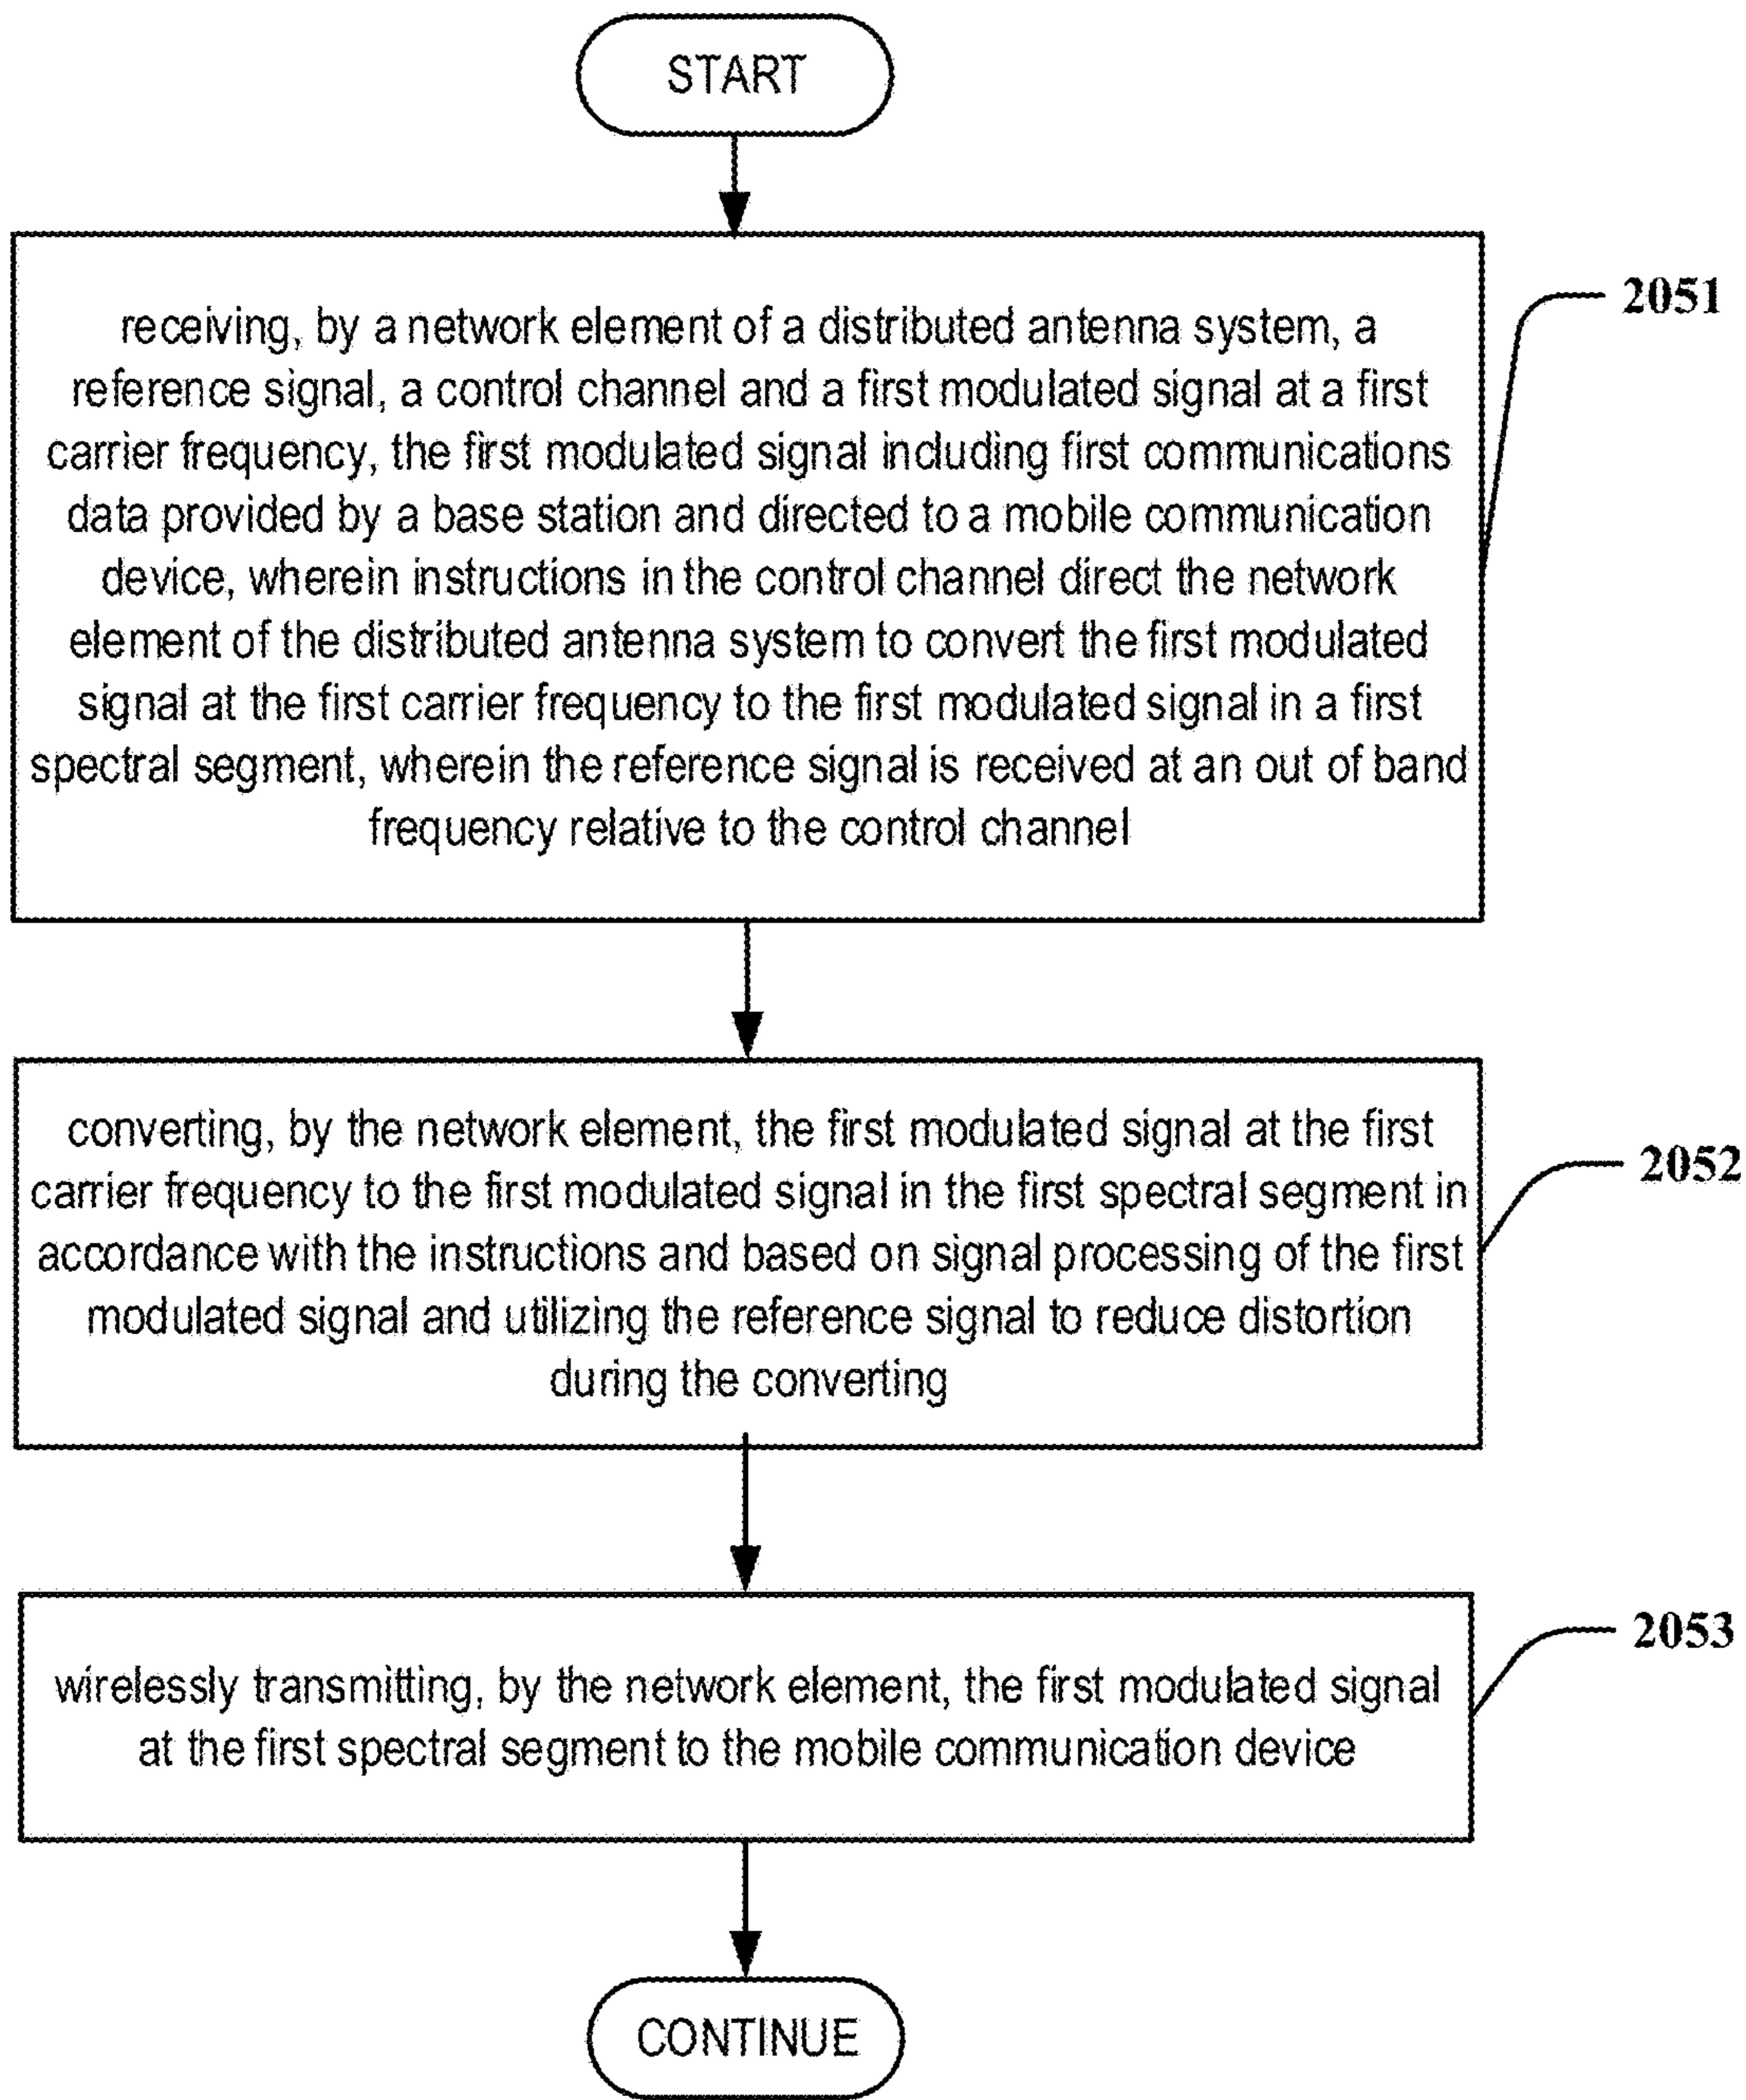 START
receiving, by a network element of a distributed antenna system, a
reference signal, a control channel and a first modulated signal at a first
carrier frequency, the first modulated signal including first communications
data provided by a base station and directed to a mobile communication
device, wherein instructions in the control channel direct the network
element of the distributed antenna system to convert the first modulated
signal at the first carrier frequency to the first modulated signal in a first
spectral segment, wherein the reference signal is received at an out of band
frequency relative to the control channel
2051
converting, by the network element, the first modulated signal at the first
carrier frequency to the first modulated signal in the first spectral segment in
accordance with the instructions and based on signal processing of the first
modulated signal and utilizing the reference signal to reduce distortion
during the converting
2052
wirelessly transmitting, by the network element, the first modulated signal
at the first spectral segment to the mobile communication device
2053
CONTINUE